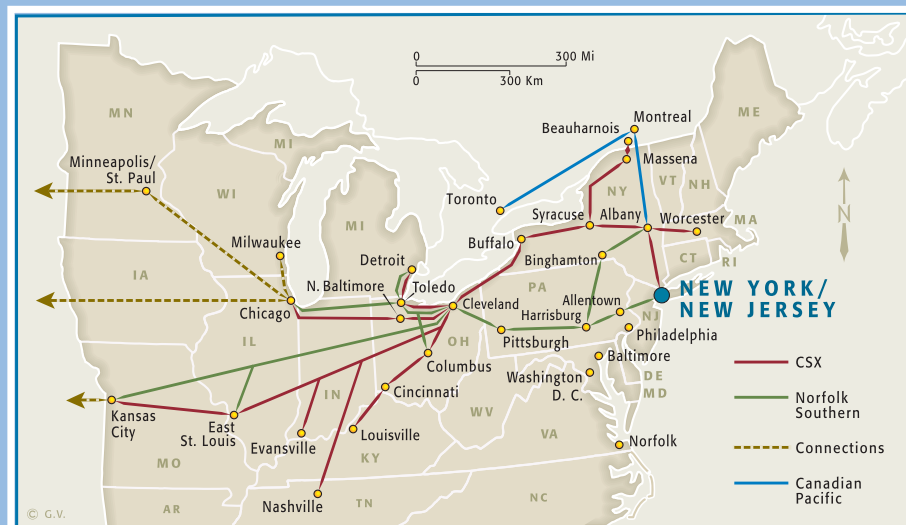 0
300 Mi
0
300 Km
ME
MN
MI
Montreal
Beauharnois
Massena
Minneapolis/
St. Paul
WI
VT
NH
NY
Toronto
N
Syracuse
Albany
Worcester
MA
MI
Buffalo
Milwaukee
Detroit
Binghamton
CT
RI
IA
N. Baltimore
Toledo
PA
NEW YORK/
NEW JERSEY
Cleveland
Allentown
Chicago
Harrisburg
NJ
IL
OH
Pittsburgh
Philadelphia
Baltimore
CSX
Columbus
Washington
D. C.
DE
MD
IN
Cincinnati
Norfolk
Southern
Kansas
City
East
St. Louis
WV
Evansville
Louisville
VA
Norfolk
Connections
MO
KY
Canadian
Pacific
Nashville
TN
NC
AR
© G.V.